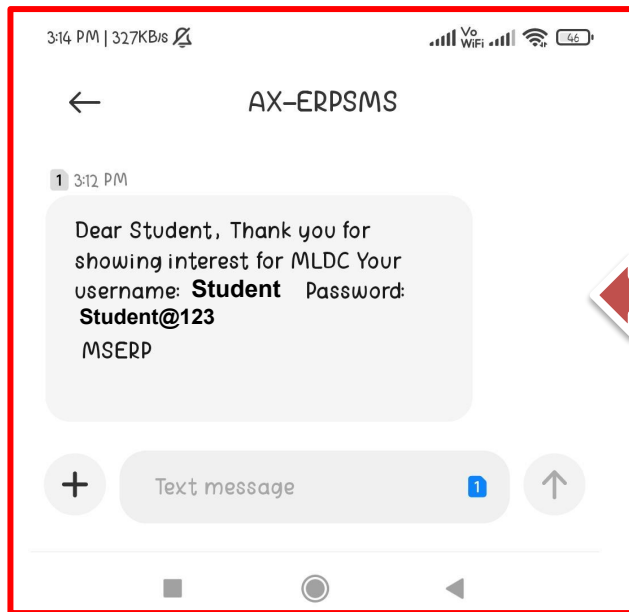 3:14 PM | 327KB/s Vo WiFi 46
AX-ERPSMS
1 3:12 PM
Dear Student, Thank you for
showing interest for MLDC Your
username: Student Password:
Student@123
MSERP
Text message 1